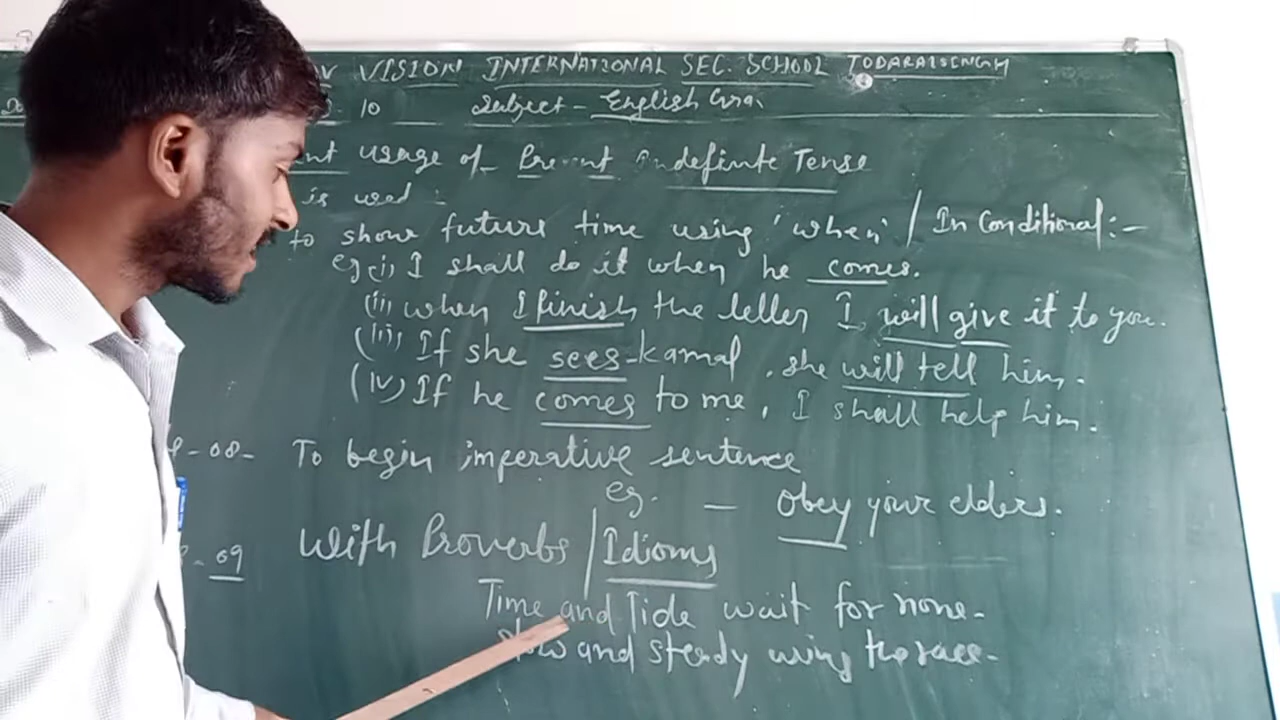 V VISION INTERNATIONAL SEC. SCHOOL TODARAISINGH
10 Subject - English Gra.
ant usage of Present Indefinite Tense
is used :
to show future time using 'when' / In Conditional:-
eg (i) I shall do it when he comes.
(ii) when I finish the letter I will give it to you.
(iii) If she sees kamal, she will tell him.
(iv) If he comes to me, I shall help him.
- 08 - To begin imperative sentence
eg. - Obey your elders.
- 09 With Proverbs / Idioms
Time and Tide wait for none.
slow and steady wins the race.